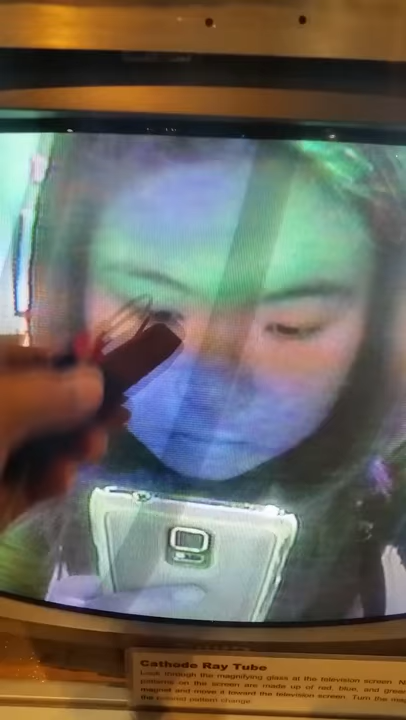 Cathode Ray Tube
Look through the magnifying glass at the television screen.
patterns on the screen are made up of red, blue, and green
magnet and move it toward the television screen. Turn the
the colored pattern change.